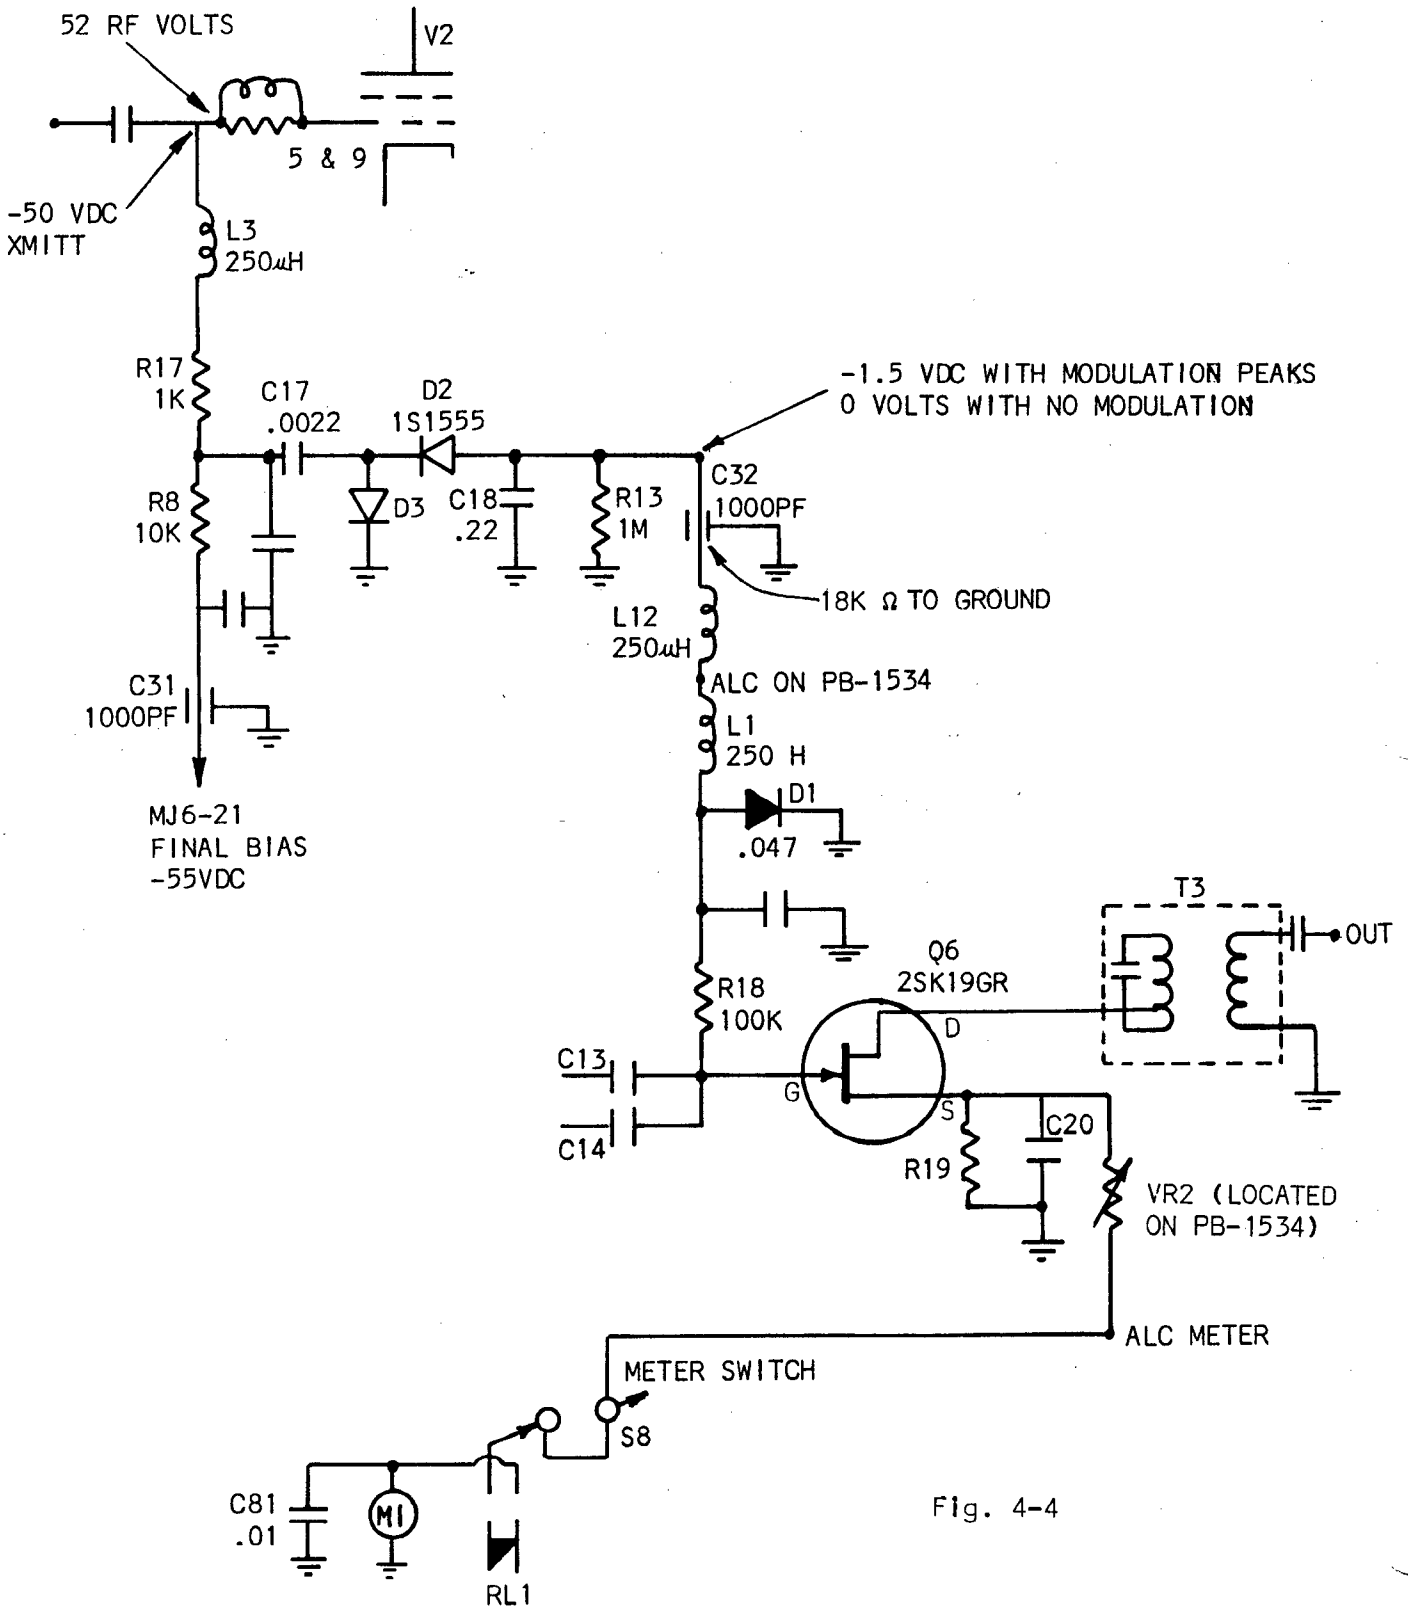 52 RF VOLTS
V2
5 & 9
-50 VDC
XMITT
L3
250µH
R17
1K
C17
.0022
D2
1S1555
-1.5 VDC WITH MODULATION PEAKS
0 VOLTS WITH NO MODULATION
R8
10K
D3
C18
.22
R13
1M
C32
1000PF
18K Ω TO GROUND
L12
250µH
ALC ON PB-1534
C31
1000PF
L1
250 H
D1
.047
MJ6-21
FINAL BIAS
-55VDC
T3
OUT
Q6
2SK19GR
D
R18
100K
C13
G
S
C14
C20
R19
VR2 (LOCATED
ON PB-1534)
ALC METER
METER SWITCH
S8
C81
.01
M1
RL1
Fig. 4-4